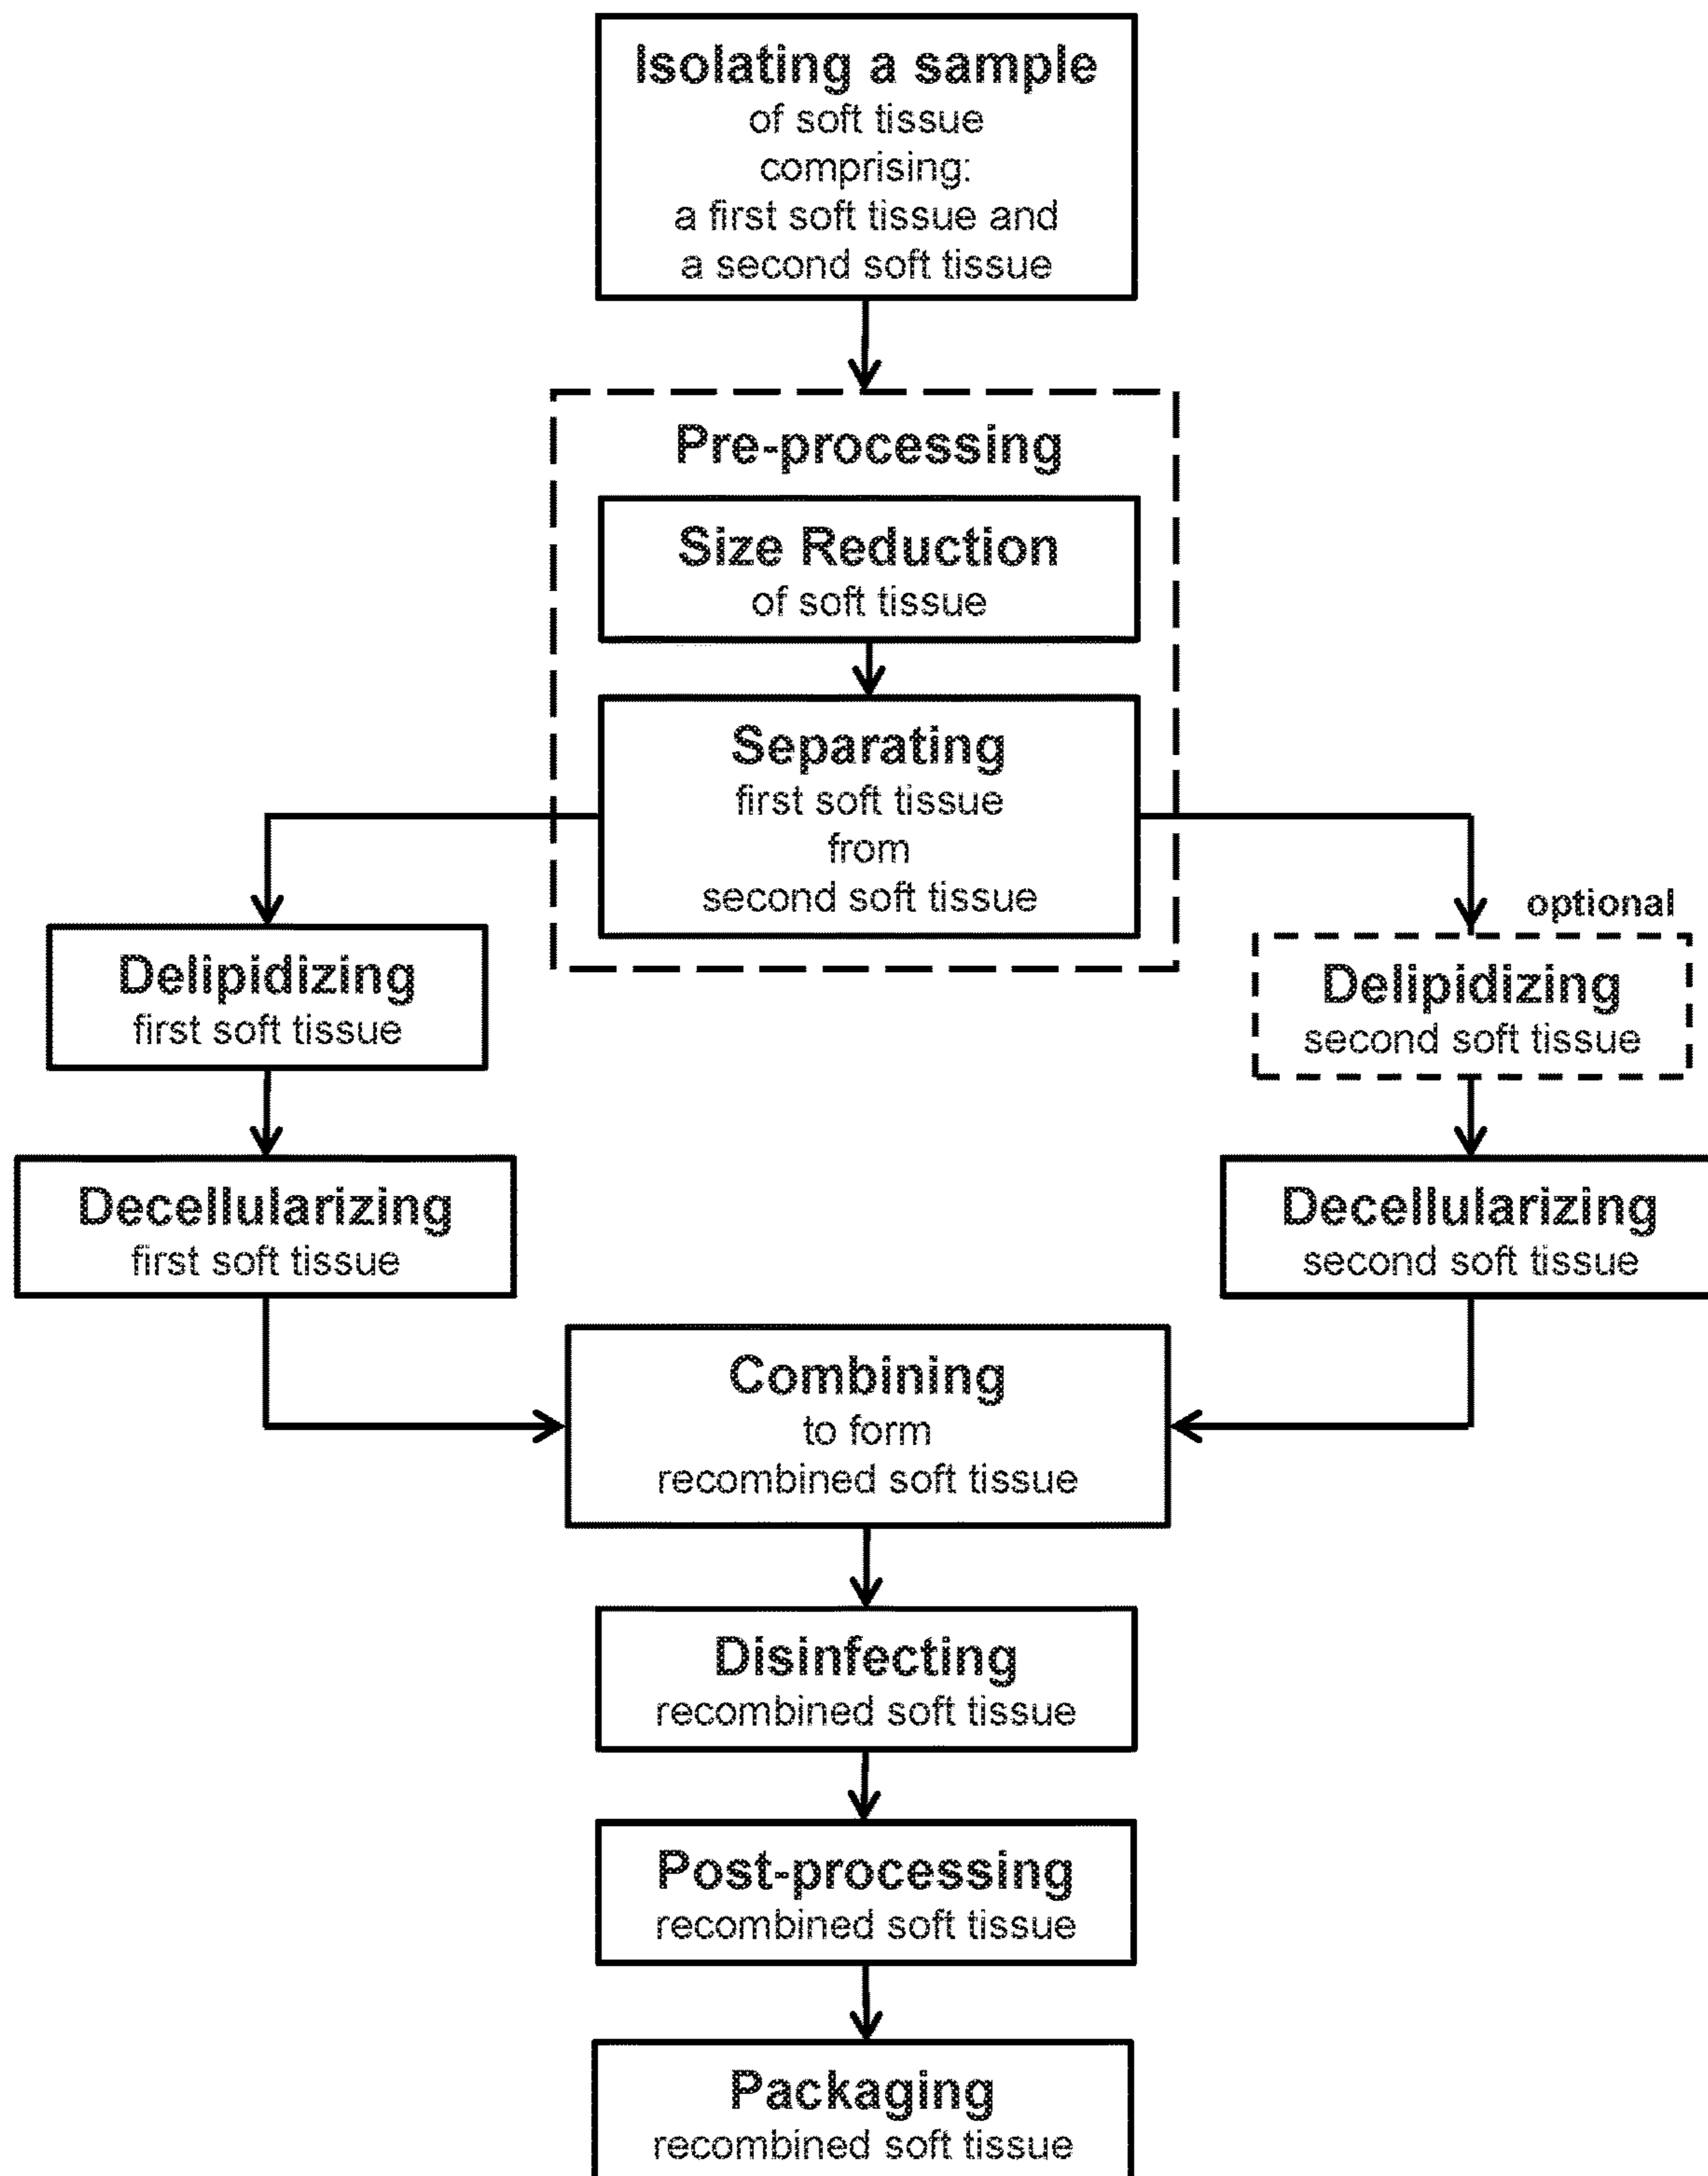 Isolating a sample
of soft tissue
comprising:
a first soft tissue and
a second soft tissue
Pre-processing
Size Reduction
of soft tissue
Separating
first soft tissue
from
second soft tissue
Delipidizing
first soft tissue
optional
Delipidizing
second soft tissue
Decellularizing
first soft tissue
Decellularizing
second soft tissue
Combining
to form
recombined soft tissue
Disinfecting
recombined soft tissue
Post-processing
recombined soft tissue
Packaging
recombined soft tissue